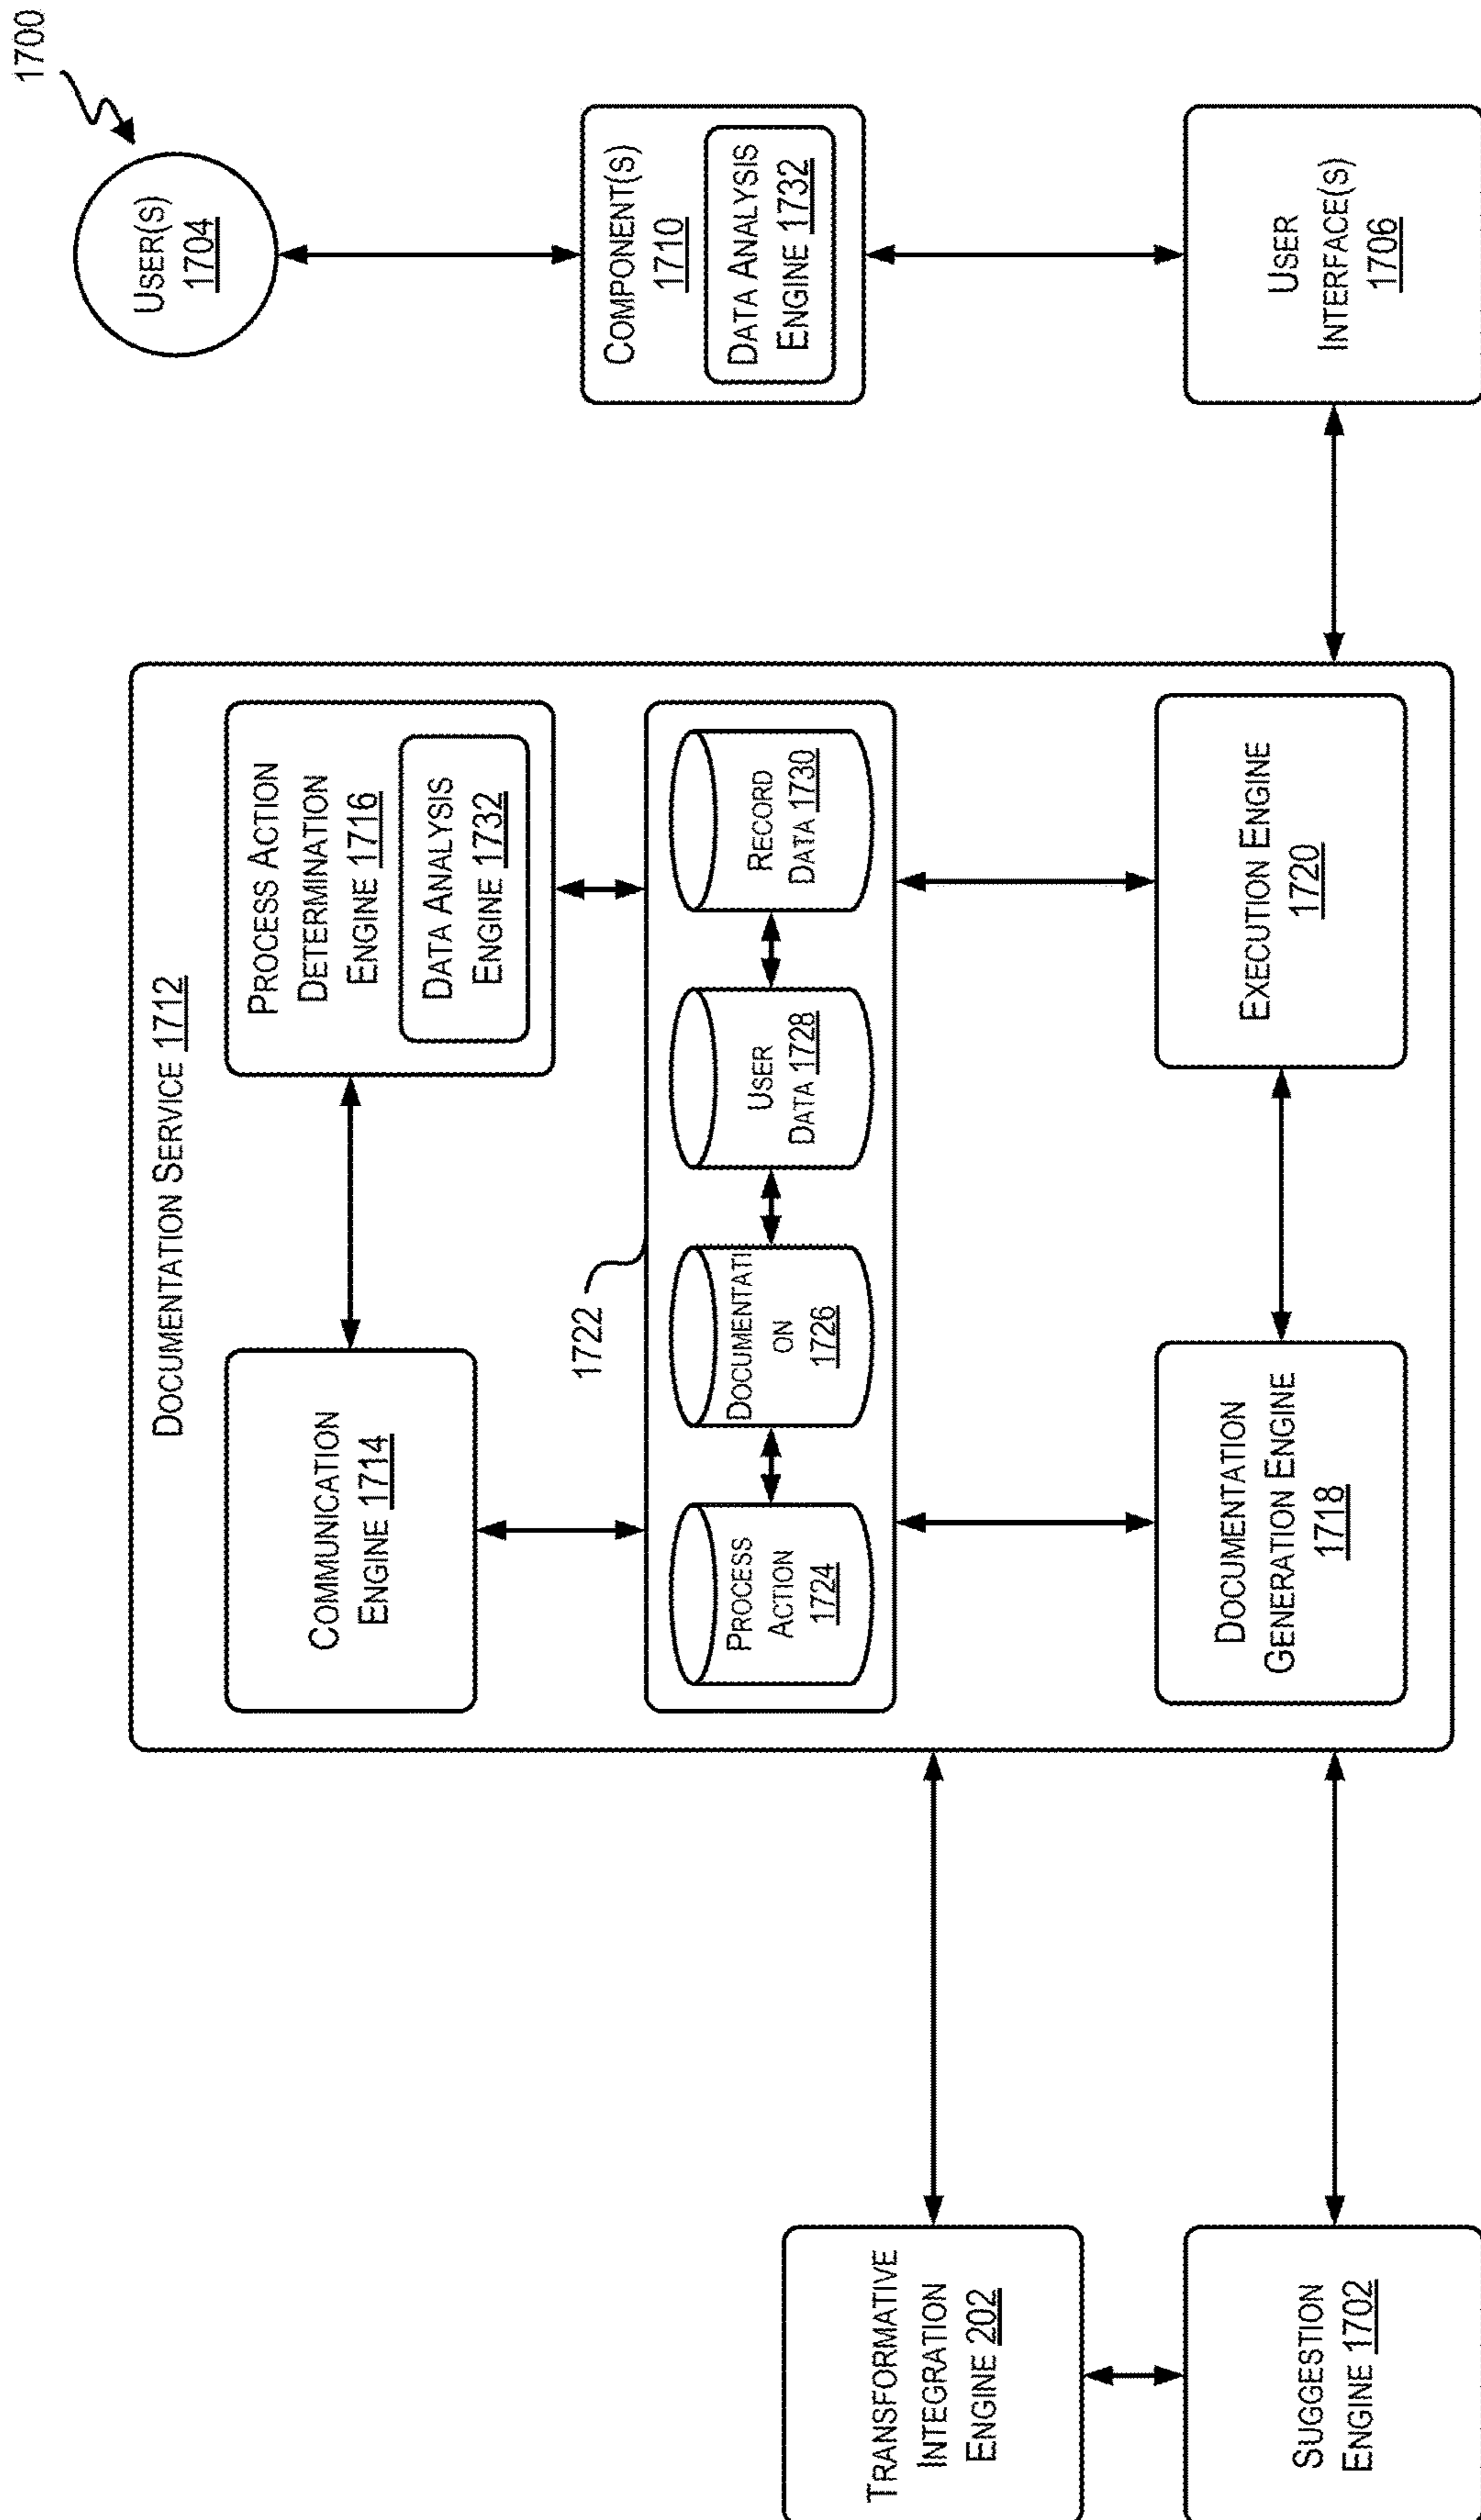 1700
USER(S)
1704
COMPONENT(S)
1710
DATA ANALYSIS
ENGINE 1732
USER
INTERFACE(S)
1706
DOCUMENTATION SERVICE 1712
COMMUNICATION
ENGINE 1714
PROCESS ACTION
DETERMINATION
ENGINE 1716
DATA ANALYSIS
ENGINE 1732
1722
PROCESS
ACTION
1724
DOCUMENTATI
ON
1726
USER
DATA 1728
RECORD
DATA 1730
DOCUMENTATION
GENERATION ENGINE
1718
EXECUTION ENGINE
1720
TRANSFORMATIVE
INTEGRATION
ENGINE 202
SUGGESTION
ENGINE 1702